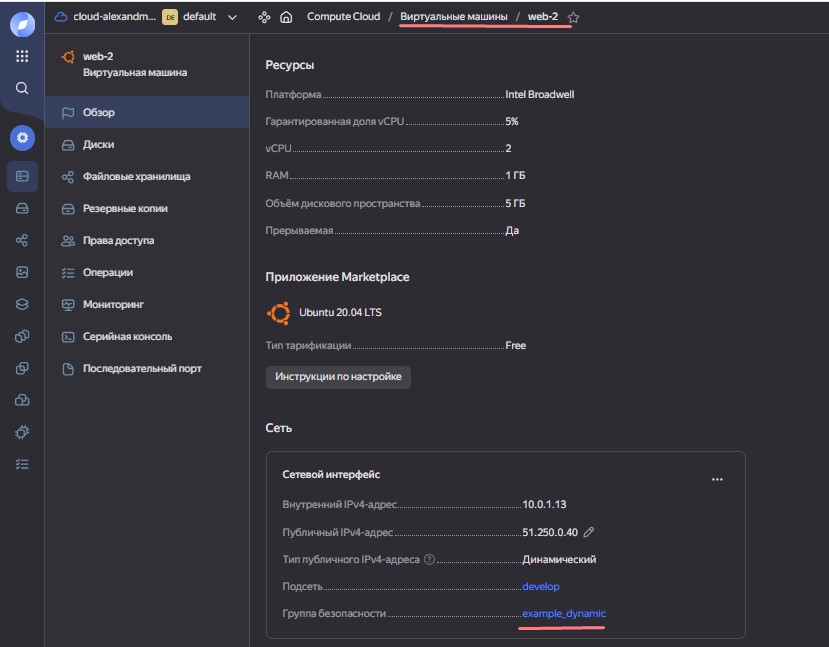 cloud-alexandm... DE default Compute Cloud / Виртуальные машины / web-2
web-2
Виртуальная машина
Обзор
Диски
Файловые хранилища
Резервные копии
Права доступа
Операции
Мониторинг
Серийная консоль
Последовательный порт
Ресурсы
Платформа Intel Broadwell
Гарантированная доля vCPU 5%
vCPU 2
RAM 1 ГБ
Объём дискового пространства 5 ГБ
Прерываемая Да
Приложение Marketplace
Ubuntu 20.04 LTS
Тип тарификации Free
Инструкции по настройке
Сеть
Сетевой интерфейс
Внутренний IPv4-адрес 10.0.1.13
Публичный IPv4-адрес 51.250.0.40
Тип публичного IPv4-адреса ? Динамический
Подсеть develop
Группа безопасности example_dynamic